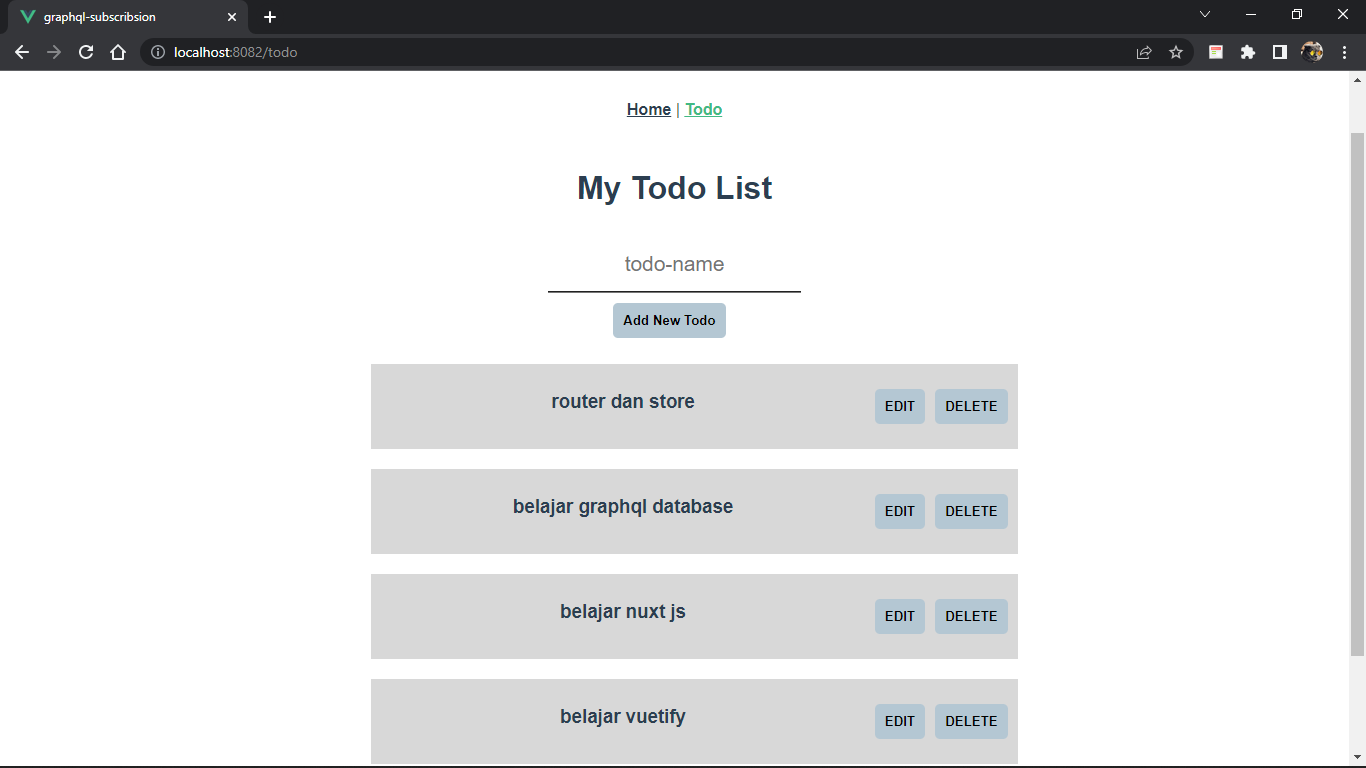 graphql-subscribsion
localhost:8082/todo
Home | Todo
My Todo List
todo-name
Add New Todo
router dan store EDIT DELETE
belajar graphql database EDIT DELETE
belajar nuxt js EDIT DELETE
belajar vuetify EDIT DELETE